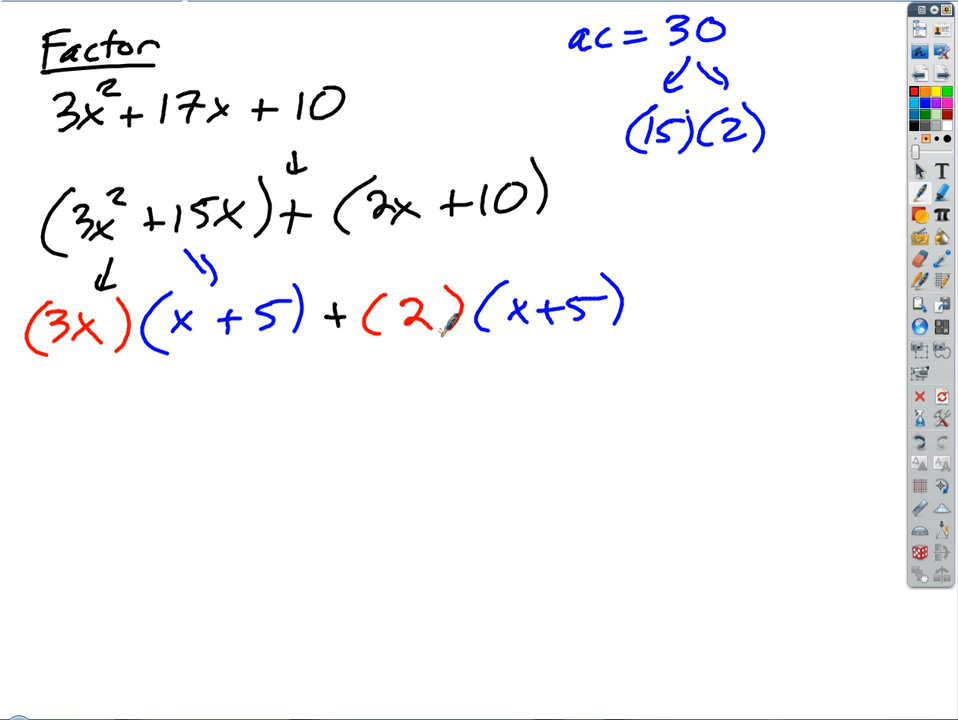 Factor
ac = 30
3x² + 17x + 10
(15)(2)
(3x² + 15x) + (2x + 10)
(3x)(x + 5) + (2)(x + 5)